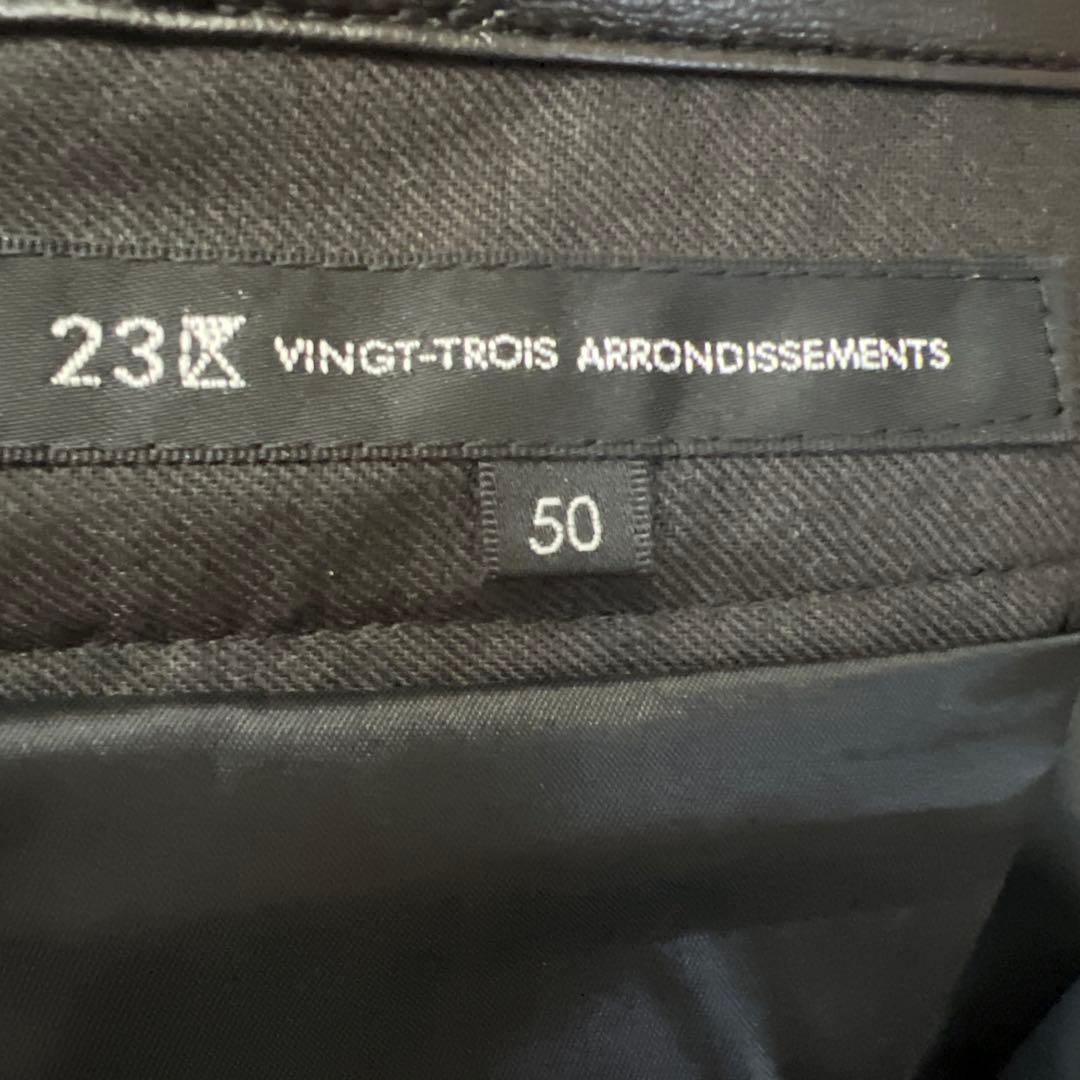 23区 VINGT-TROIS ARRONDISSEMENTS
50